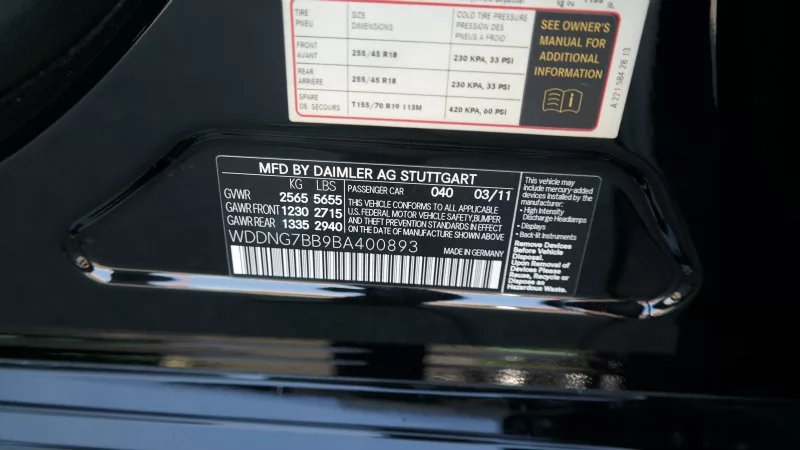 TIRE SIZE COLD TIRE PRESSURE
PNEU DIMENSIONS PRESSION DES
PNEUS A FROID
FRONT
AVANT 255/45 R18 230 KPA, 33 PSI
REAR
ARRIÈRE 255/45 R18 230 KPA, 33 PSI
SPARE
DE SECOURS T155/70 R19 113M 420 KPA, 60 PSI
SEE OWNER'S
MANUAL FOR
ADDITIONAL
INFORMATION
A 221 584 28 13
MFD BY DAIMLER AG STUTTGART
KG LBS
GVWR 2565 5655
GAWR FRONT 1230 2715
GAWR REAR 1335 2940
PASSENGER CAR 040 03/11
THIS VEHICLE CONFORMS TO ALL APPLICABLE
U.S. FEDERAL MOTOR VEHICLE SAFETY,BUMPER
AND THEFT PREVENTION STANDARDS IN EFFECT
ON THE DATE OF MANUFACTURE SHOWN ABOVE.
WDDNG7BB9BA400893
MADE IN GERMANY
This vehicle may
include mercury-added
devices installed by the
manufacturer:
- High Intensity
Discharge Headlamps
- Displays
- Back-lit Instruments
Remove Devices
Before Vehicle
Disposal.
Upon Removal of
Devices Please
Reuse, Recycle or
Dispose as
Hazardous Waste.